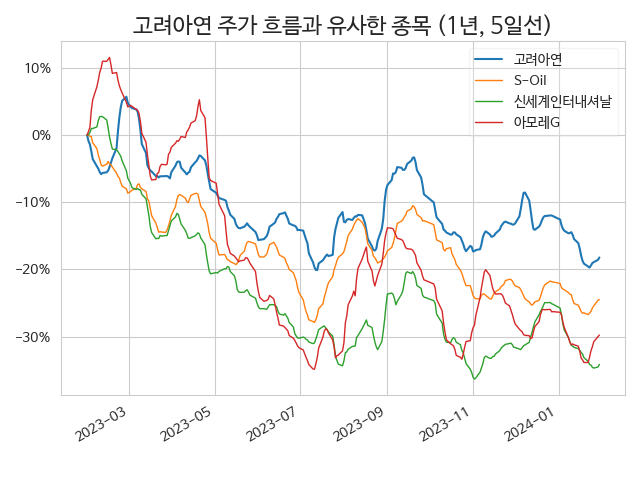 고려아연 주가 흐름과 유사한 종목 (1년, 5일선)
고려아연
S-Oil
신세계인터내셔날
아모레G
10%
0%
−10%
−20%
−30%
2023-03
2023-05
2023-07
2023-09
2023-11
2024-01